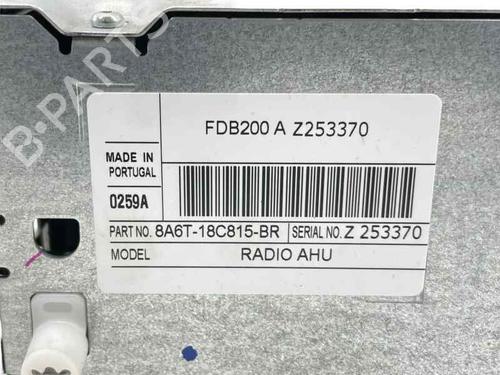 B-PARTS
FDB200 A Z253370
MADE IN
PORTUGAL
0259A
PART NO. 8A6T-18C815-BR SERIAL NO. Z 253370
MODEL RADIO AHU